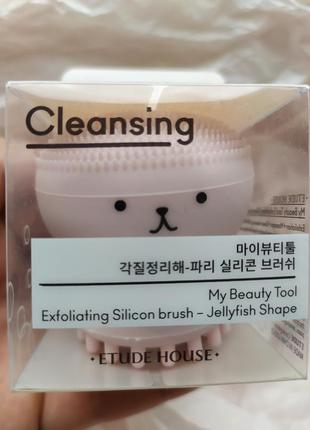 Cleansing
마이뷰티툴
각질정리해-파리 실리콘 브러쉬
My Beauty Tool
Exfoliating Silicon brush – Jellyfish Shape
·ETUDE HOUSE·